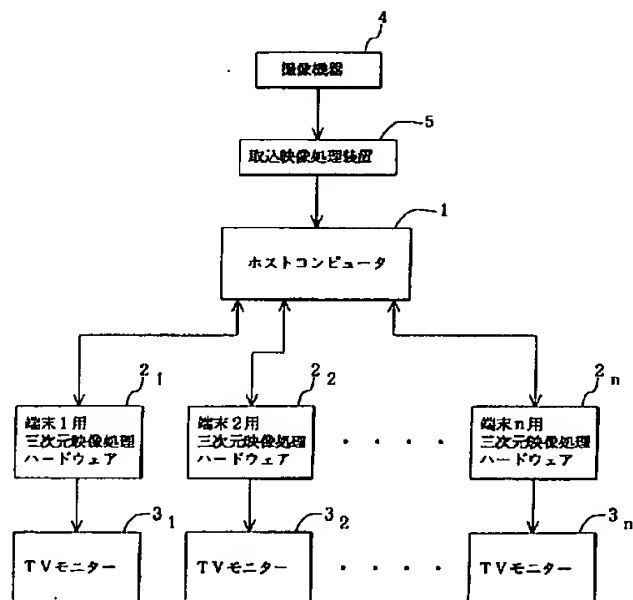 4
撮像機器
5
取込映像処理装置
1
ホストコンピュータ
2 1
2 2
2 n
端末1用
三次元映像処理
ハードウェア
端末2用
三次元映像処理
ハードウェア
・・・・
端末n用
三次元映像処理
ハードウェア
3 1
3 2
3 n
TVモニター
TVモニター
・・・・
TVモニター